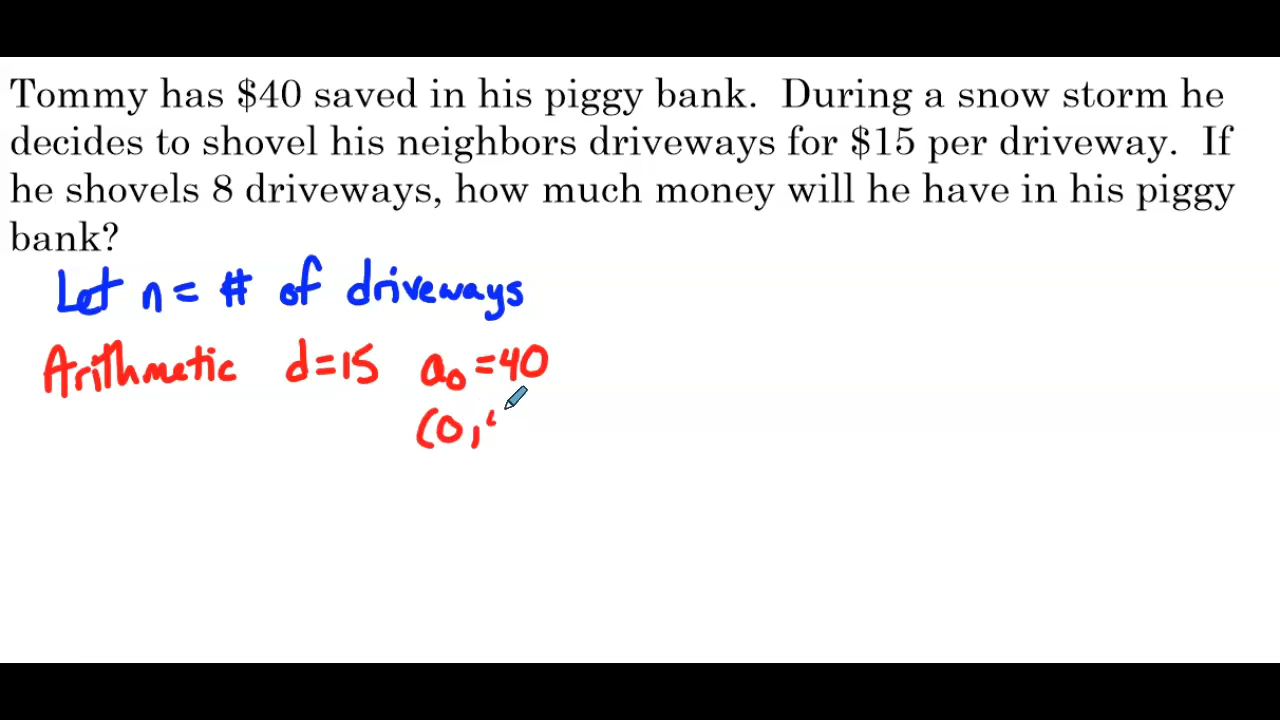 Tommy has $40 saved in his piggy bank. During a snow storm he
decides to shovel his neighbors driveways for $15 per driveway. If
he shovels 8 driveways, how much money will he have in his piggy
bank?
Let n = # of driveways
Arithmetic d=15 a₀ = 40
(0,